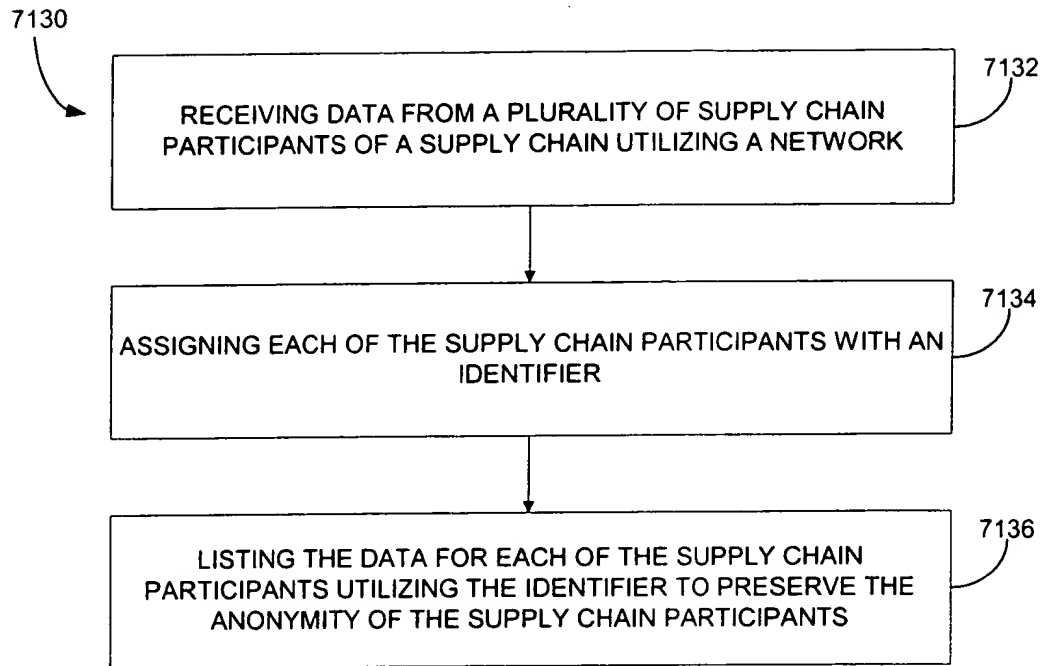 7130
7132
RECEIVING DATA FROM A PLURALITY OF SUPPLY CHAIN
PARTICIPANTS OF A SUPPLY CHAIN UTILIZING A NETWORK
7134
ASSIGNING EACH OF THE SUPPLY CHAIN PARTICIPANTS WITH AN
IDENTIFIER
7136
LISTING THE DATA FOR EACH OF THE SUPPLY CHAIN
PARTICIPANTS UTILIZING THE IDENTIFIER TO PRESERVE THE
ANONYMITY OF THE SUPPLY CHAIN PARTICIPANTS